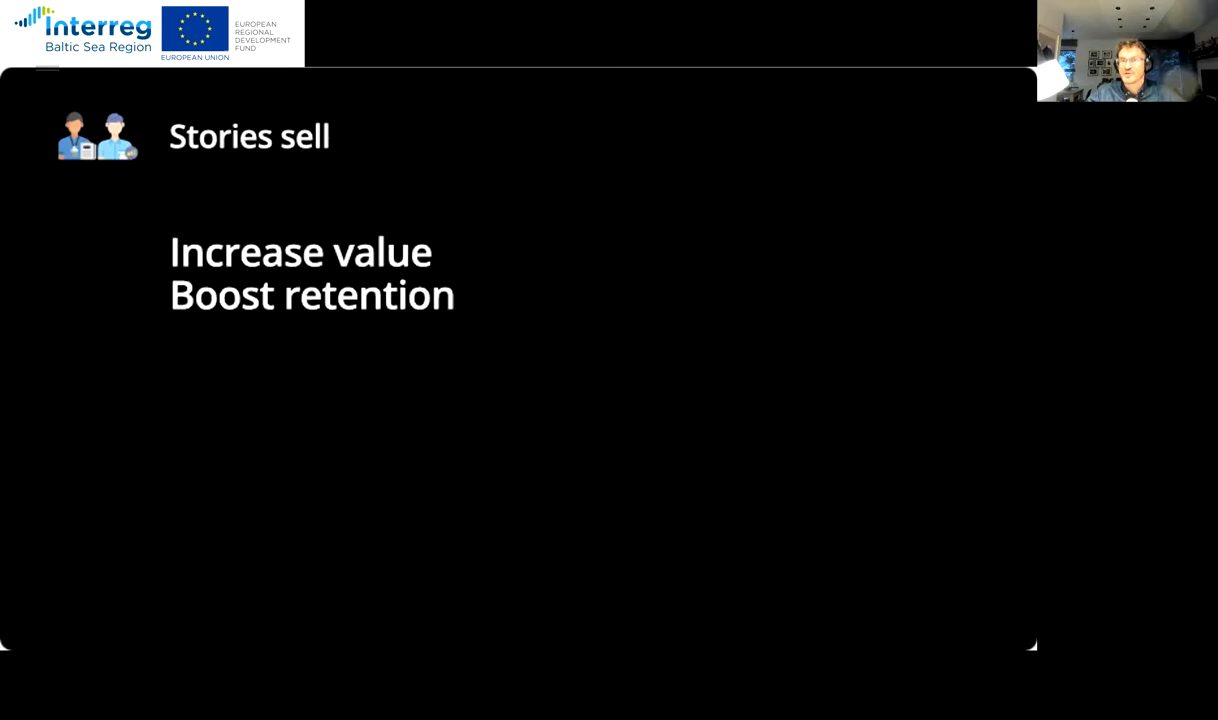 Interreg
Baltic Sea Region
EUROPEAN UNION
EUROPEAN
REGIONAL
DEVELOPMENT
FUND
Stories sell
Increase value
Boost retention